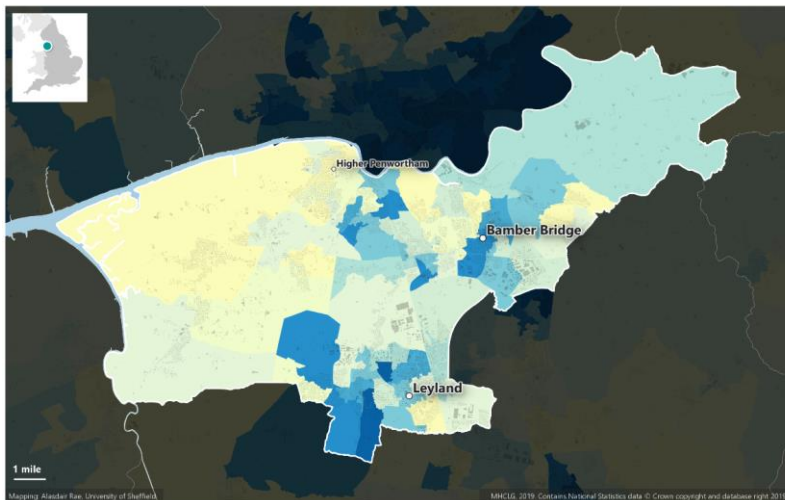 Higher Penwortham
Bamber Bridge
Leyland
1 mile
Mapping: Alasdair Rae, University of Sheffield
MHCLG, 2019. Contains National Statistics data © Crown copyright and database right 2019